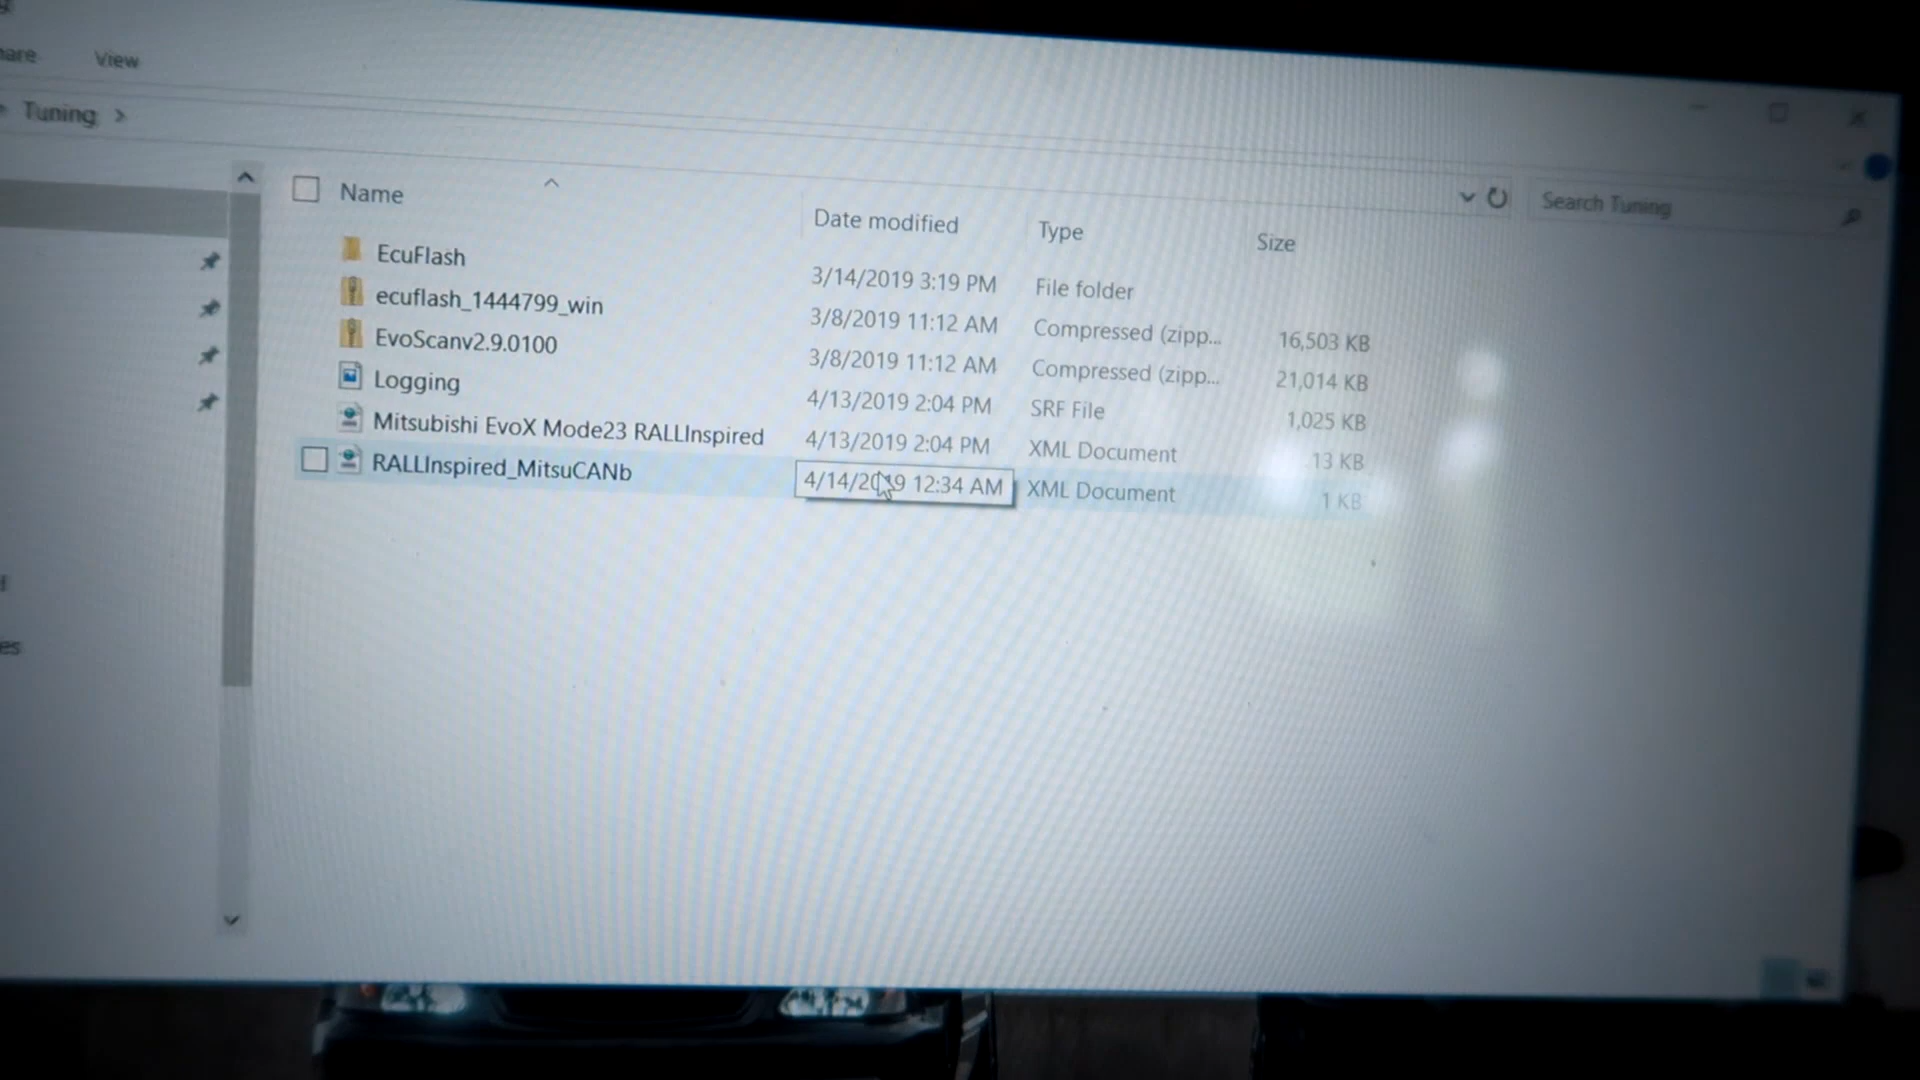 View
Tuning
Search Tuning
Name Date modified Type Size
EcuFlash 3/14/2019 3:19 PM File folder
ecuflash_1444799_win 3/8/2019 11:12 AM Compressed (zipp... 16,503 KB
EvoScanv2.9.0100 3/8/2019 11:12 AM Compressed (zipp... 21,014 KB
Logging 4/13/2019 2:04 PM SRF File 1,025 KB
Mitsubishi EvoX Mode23 RALLInspired 4/13/2019 2:04 PM XML Document 13 KB
RALLInspired_MitsuCANb 4/14/2019 12:34 AM XML Document 1 KB